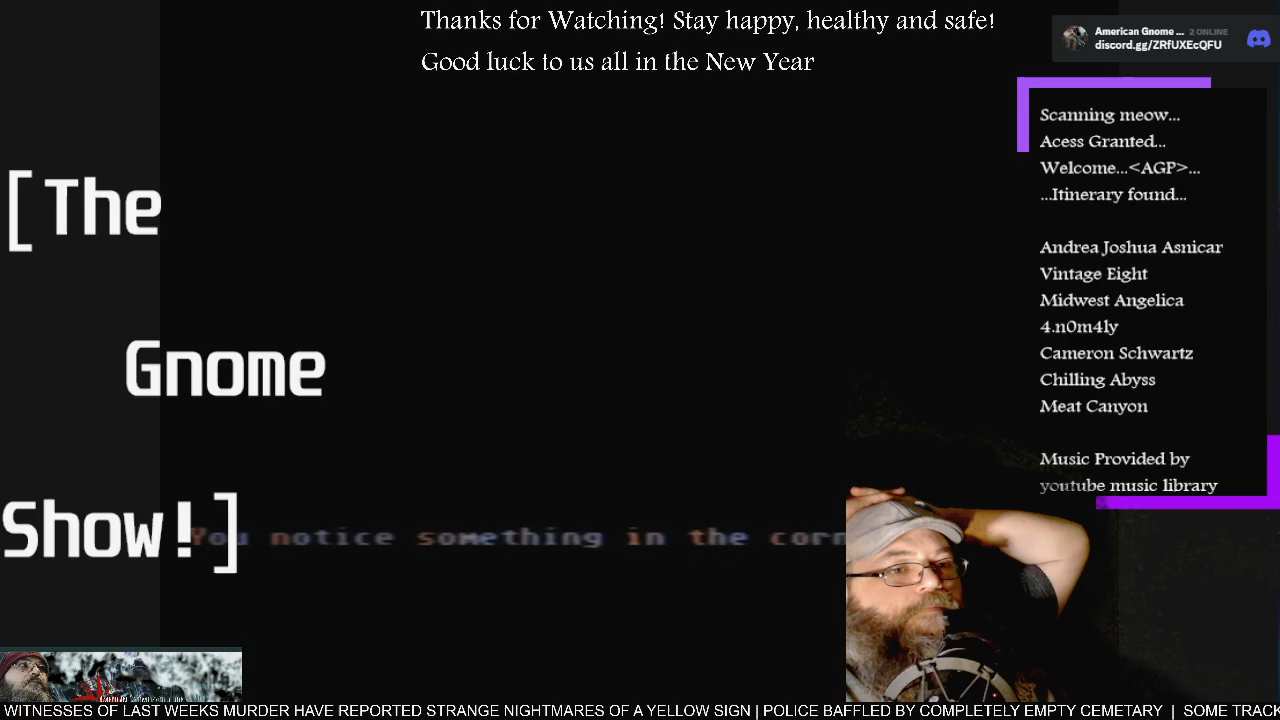 Thanks for Watching! Stay happy, healthy and safe!
Good luck to us all in the New Year
American Gnome ... 2 ONLINE
discord.gg/ZRfUXEcQFU
Scanning meow...
Acess Granted...
Welcome...<AGP>...
...Itinerary found...
Andrea Joshua Asnicar
Vintage Eight
Midwest Angelica
4.n0m4ly
Cameron Schwartz
Chilling Abyss
Meat Canyon
Music Provided by
youtube music library
[The
Gnome
Show!]
You notice something in the corn
WITNESSES OF LAST WEEKS MURDER HAVE REPORTED STRANGE NIGHTMARES OF A YELLOW SIGN | POLICE BAFFLED BY COMPLETELY EMPTY CEMETARY | SOME TRACK